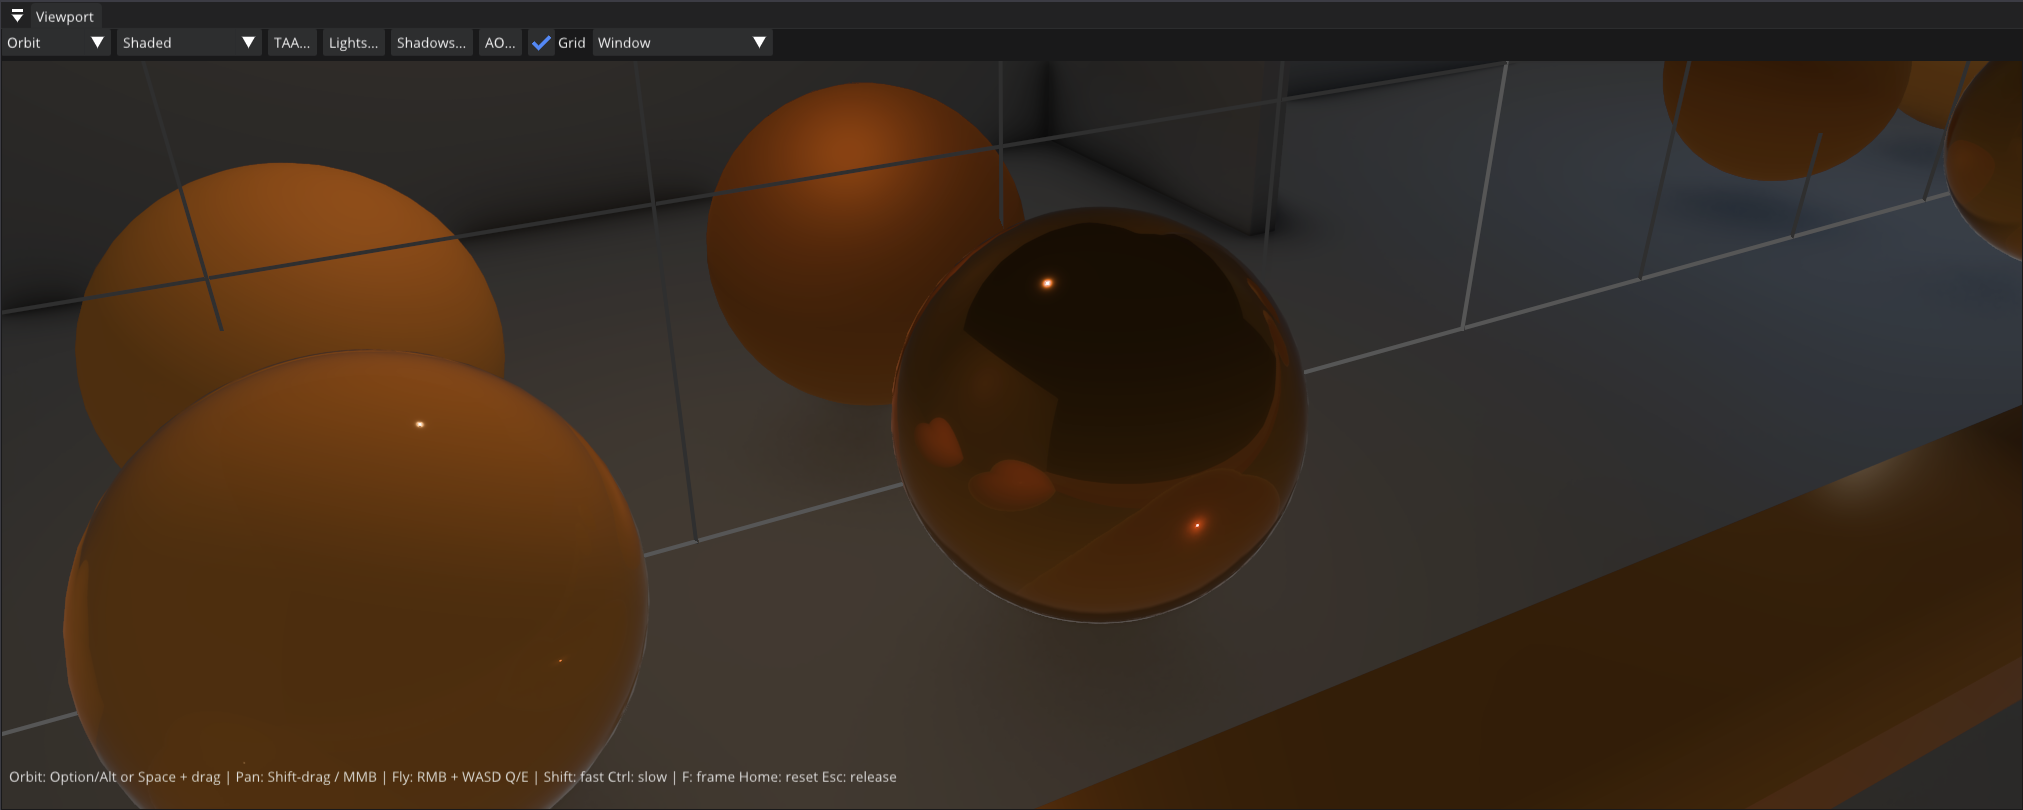 Viewport
Orbit Shaded TAA... Lights... Shadows... AO... Grid Window
Orbit: Option/Alt or Space + drag | Pan: Shift-drag / MMB | Fly: RMB + WASD Q/E | Shift: fast Ctrl: slow | F: frame Home: reset Esc: release